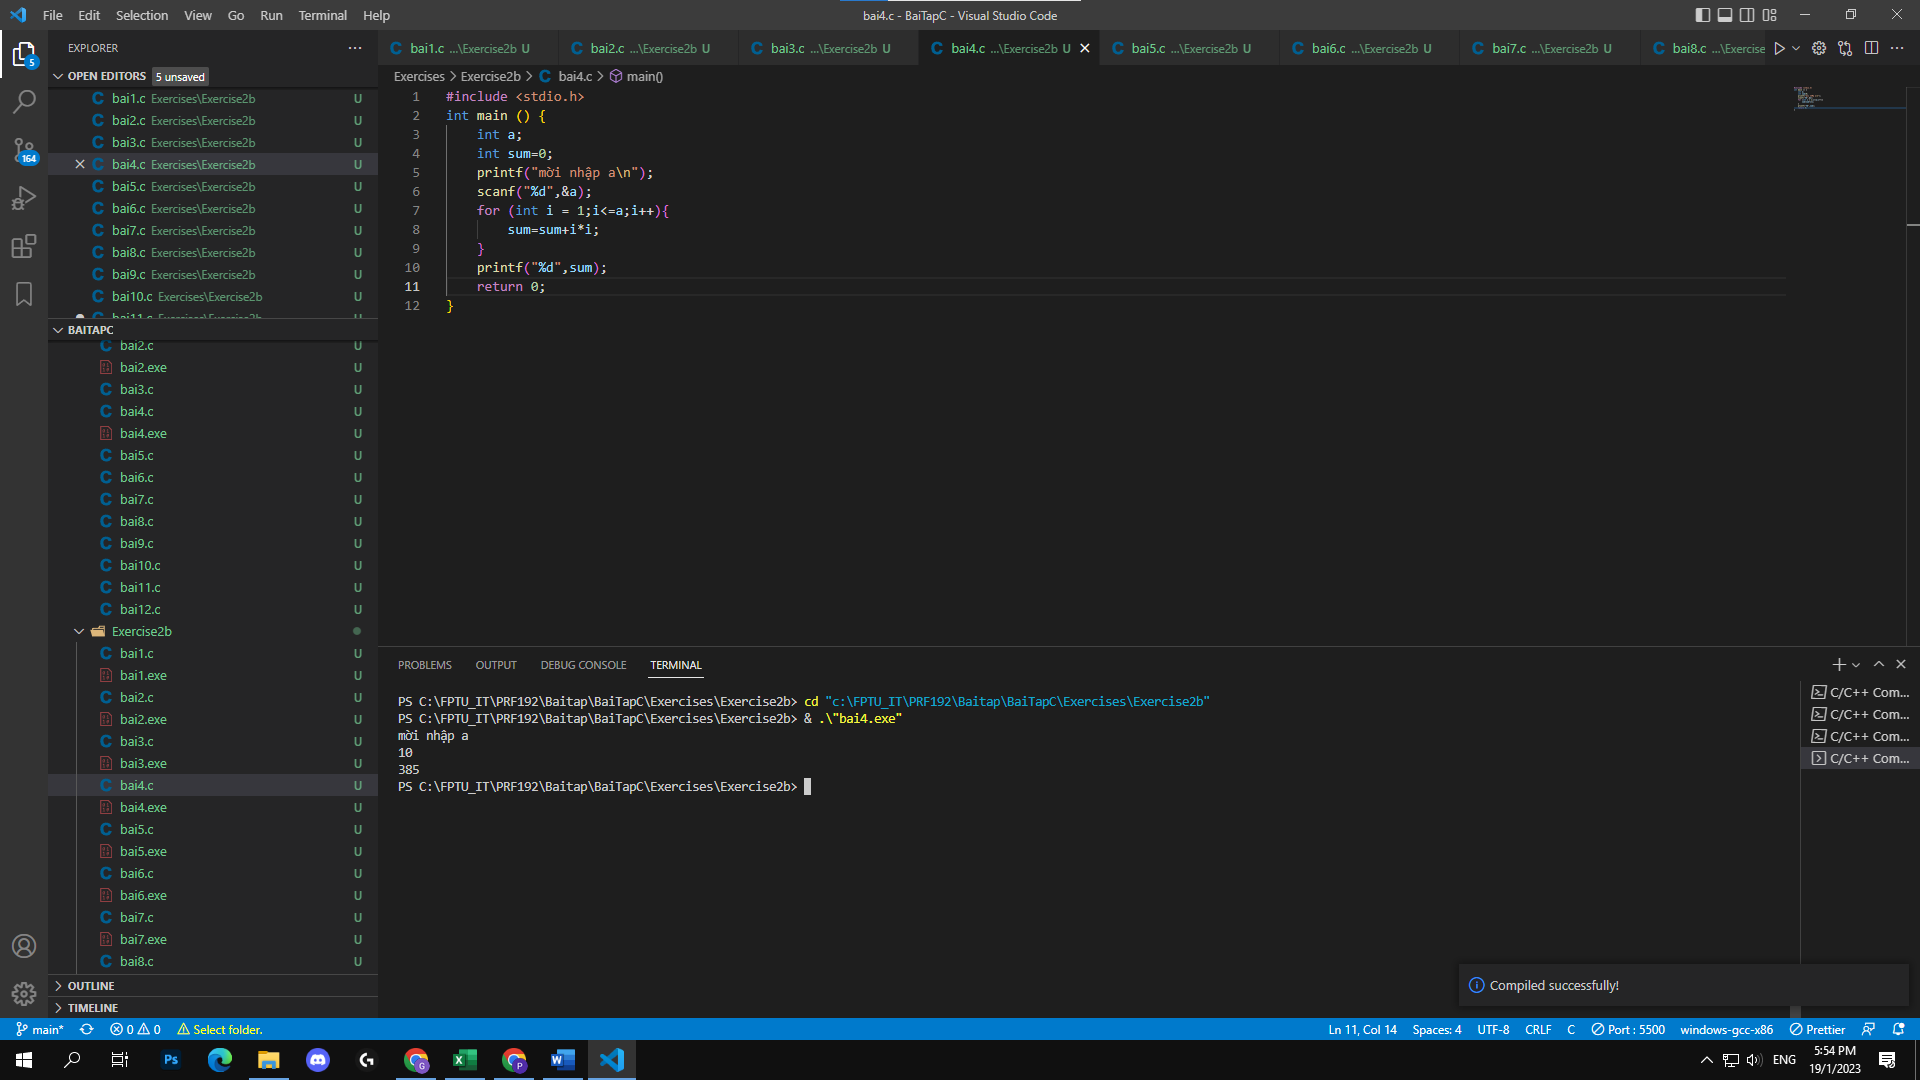 File Edit Selection View Go Run Terminal Help
bai4.c - BaiTapC - Visual Studio Code
EXPLORER
OPEN EDITORS 5 unsaved
bai1.c Exercises\Exercise2b U
bai2.c Exercises\Exercise2b U
bai3.c Exercises\Exercise2b U
bai4.c Exercises\Exercise2b U
bai5.c Exercises\Exercise2b U
bai6.c Exercises\Exercise2b U
bai7.c Exercises\Exercise2b U
bai8.c Exercises\Exercise2b U
bai9.c Exercises\Exercise2b U
bai10.c Exercises\Exercise2b U
bai11.c Exercises\Exercise2b U
BAITAPC
bai2.c U
bai2.exe U
bai3.c U
bai4.c U
bai4.exe U
bai5.c U
bai6.c U
bai7.c U
bai8.c U
bai9.c U
bai10.c U
bai11.c U
bai12.c U
Exercise2b
bai1.c U
bai1.exe U
bai2.c U
bai2.exe U
bai3.c U
bai3.exe U
bai4.c U
bai4.exe U
bai5.c U
bai5.exe U
bai6.c U
bai6.exe U
bai7.c U
bai7.exe U
bai8.c U
OUTLINE
TIMELINE
5
164
bai1.c ...\Exercise2b U
bai2.c ...\Exercise2b U
bai3.c ...\Exercise2b U
bai4.c ...\Exercise2b U
bai5.c ...\Exercise2b U
bai6.c ...\Exercise2b U
bai7.c ...\Exercise2b U
bai8.c ...\Exercise
Exercises > Exercise2b > bai4.c > main()
1 #include <stdio.h>
2 int main () {
3 int a;
4 int sum=0;
5 printf("mời nhập a\n");
6 scanf("%d",&a);
7 for (int i = 1;i<=a;i++){
8 sum=sum+i*i;
9 }
10 printf("%d",sum);
11 return 0;
12 }
PROBLEMS OUTPUT DEBUG CONSOLE TERMINAL
PS C:\FPTU_IT\PRF192\Baitap\BaiTapC\Exercises\Exercise2b> cd "c:\FPTU_IT\PRF192\Baitap\BaiTapC\Exercises\Exercise2b"
PS C:\FPTU_IT\PRF192\Baitap\BaiTapC\Exercises\Exercise2b> & .\"bai4.exe"
mời nhập a
10
385
PS C:\FPTU_IT\PRF192\Baitap\BaiTapC\Exercises\Exercise2b>
C/C++ Com...
C/C++ Com...
C/C++ Com...
C/C++ Com...
Compiled successfully!
main* 0 0 Select folder.
Ln 11, Col 14 Spaces: 4 UTF-8 CRLF C Port : 5500 windows-gcc-x86 Prettier
Ps
G
P
ENG
5:54 PM
19/1/2023